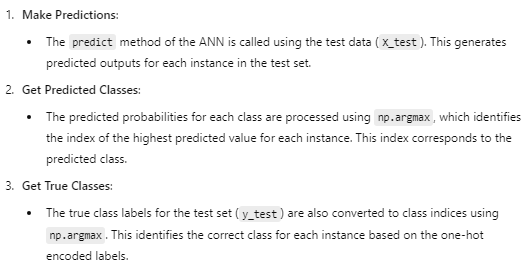 1. Make Predictions:
• The predict method of the ANN is called using the test data ( X_test ). This generates
predicted outputs for each instance in the test set.
2. Get Predicted Classes:
• The predicted probabilities for each class are processed using np.argmax , which identifies
the index of the highest predicted value for each instance. This index corresponds to the
predicted class.
3. Get True Classes:
• The true class labels for the test set ( y_test ) are also converted to class indices using
np.argmax . This identifies the correct class for each instance based on the one-hot
encoded labels.